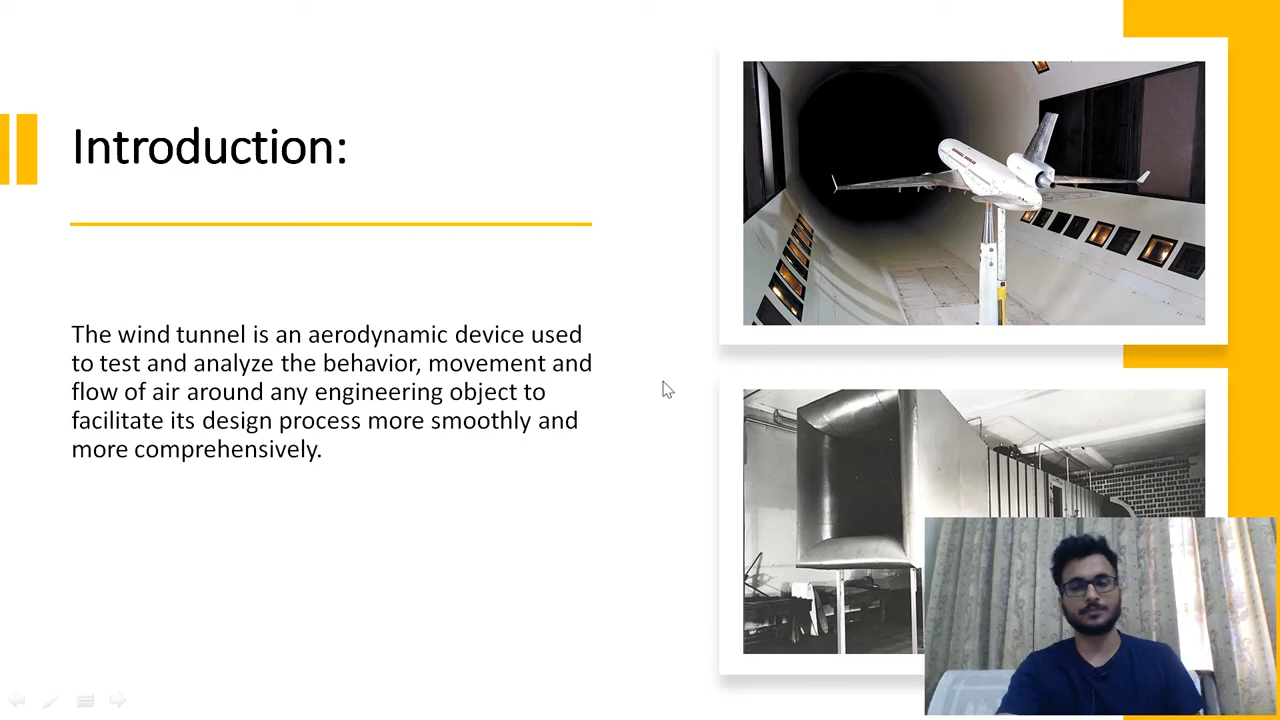 Introduction:
The wind tunnel is an aerodynamic device used
to test and analyze the behavior, movement and
flow of air around any engineering object to
facilitate its design process more smoothly and
more comprehensively.